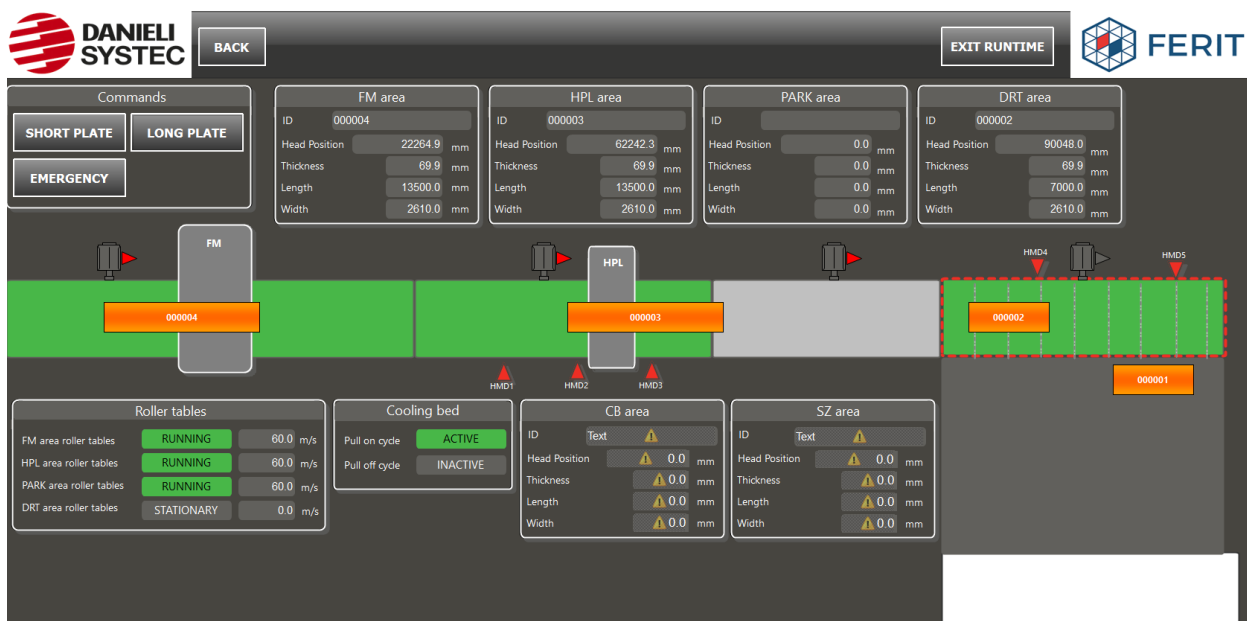 DANIELI
SYSTEC
BACK
EXIT RUNTIME
FERIT
Commands
SHORT PLATE
LONG PLATE
EMERGENCY
FM area
ID 000004
Head Position 22264.9 mm
Thickness 69.9 mm
Length 13500.0 mm
Width 2610.0 mm
HPL area
ID 000003
Head Position 62242.3 mm
Thickness 69.9 mm
Length 13500.0 mm
Width 2610.0 mm
PARK area
ID
Head Position 0.0 mm
Thickness 0.0 mm
Length 0.0 mm
Width 0.0 mm
DRT area
ID 000002
Head Position 90048.0 mm
Thickness 69.9 mm
Length 7000.0 mm
Width 2610.0 mm
FM
HPL
HMD4
HMD5
000004
000003
000002
000001
HMD1
HMD2
HMD3
Roller tables
FM area roller tables RUNNING 60.0 m/s
HPL area roller tables RUNNING 60.0 m/s
PARK area roller tables RUNNING 60.0 m/s
DRT area roller tables STATIONARY 0.0 m/s
Cooling bed
Pull on cycle ACTIVE
Pull off cycle INACTIVE
CB area
ID Text
Head Position 0.0 mm
Thickness 0.0 mm
Length 0.0 mm
Width 0.0 mm
SZ area
ID Text
Head Position 0.0 mm
Thickness 0.0 mm
Length 0.0 mm
Width 0.0 mm